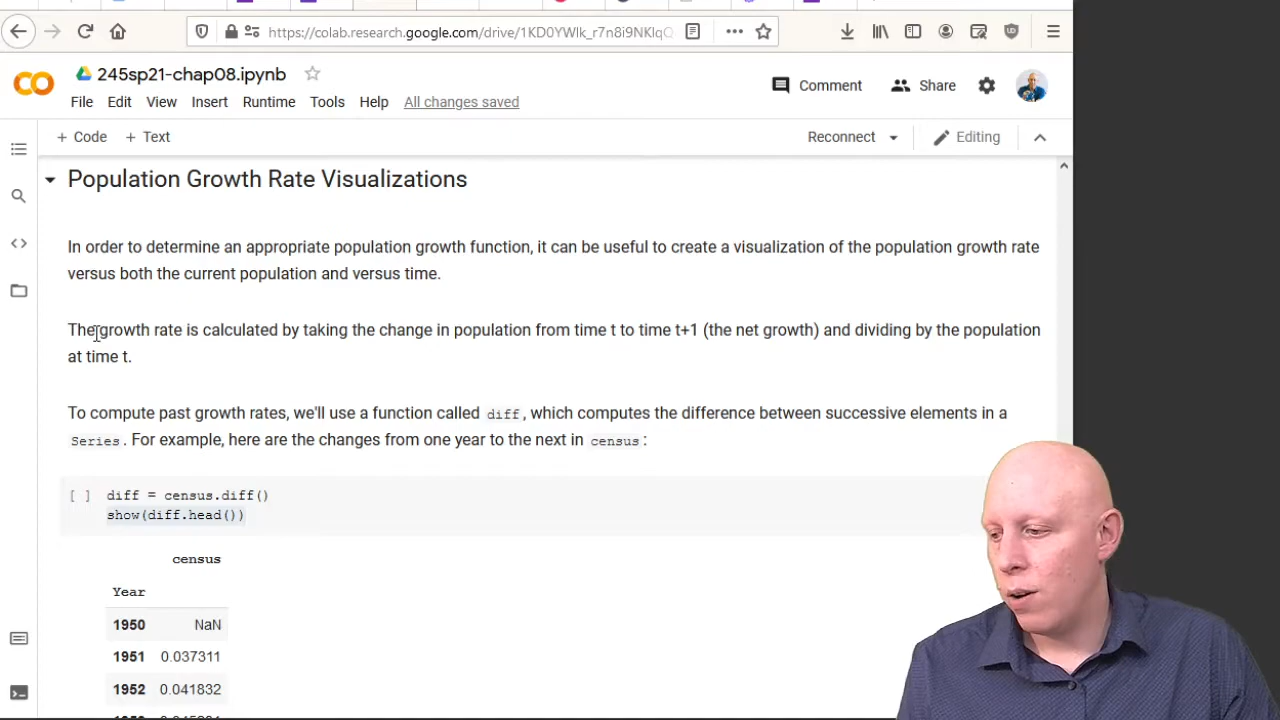 https://colab.research.google.com/drive/1KD0YWlk_r7n8i9NKlqQ
CO
245sp21-chap08.ipynb
Comment
Share
File Edit View Insert Runtime Tools Help All changes saved
+ Code + Text
Reconnect
Editing
Population Growth Rate Visualizations
In order to determine an appropriate population growth function, it can be useful to create a visualization of the population growth rate
versus both the current population and versus time.
The growth rate is calculated by taking the change in population from time t to time t+1 (the net growth) and dividing by the population
at time t.
To compute past growth rates, we'll use a function called diff, which computes the difference between successive elements in a
Series. For example, here are the changes from one year to the next in census:
[ ] diff = census.diff()
show(diff.head())
census
Year
1950 NaN
1951 0.037311
1952 0.041832